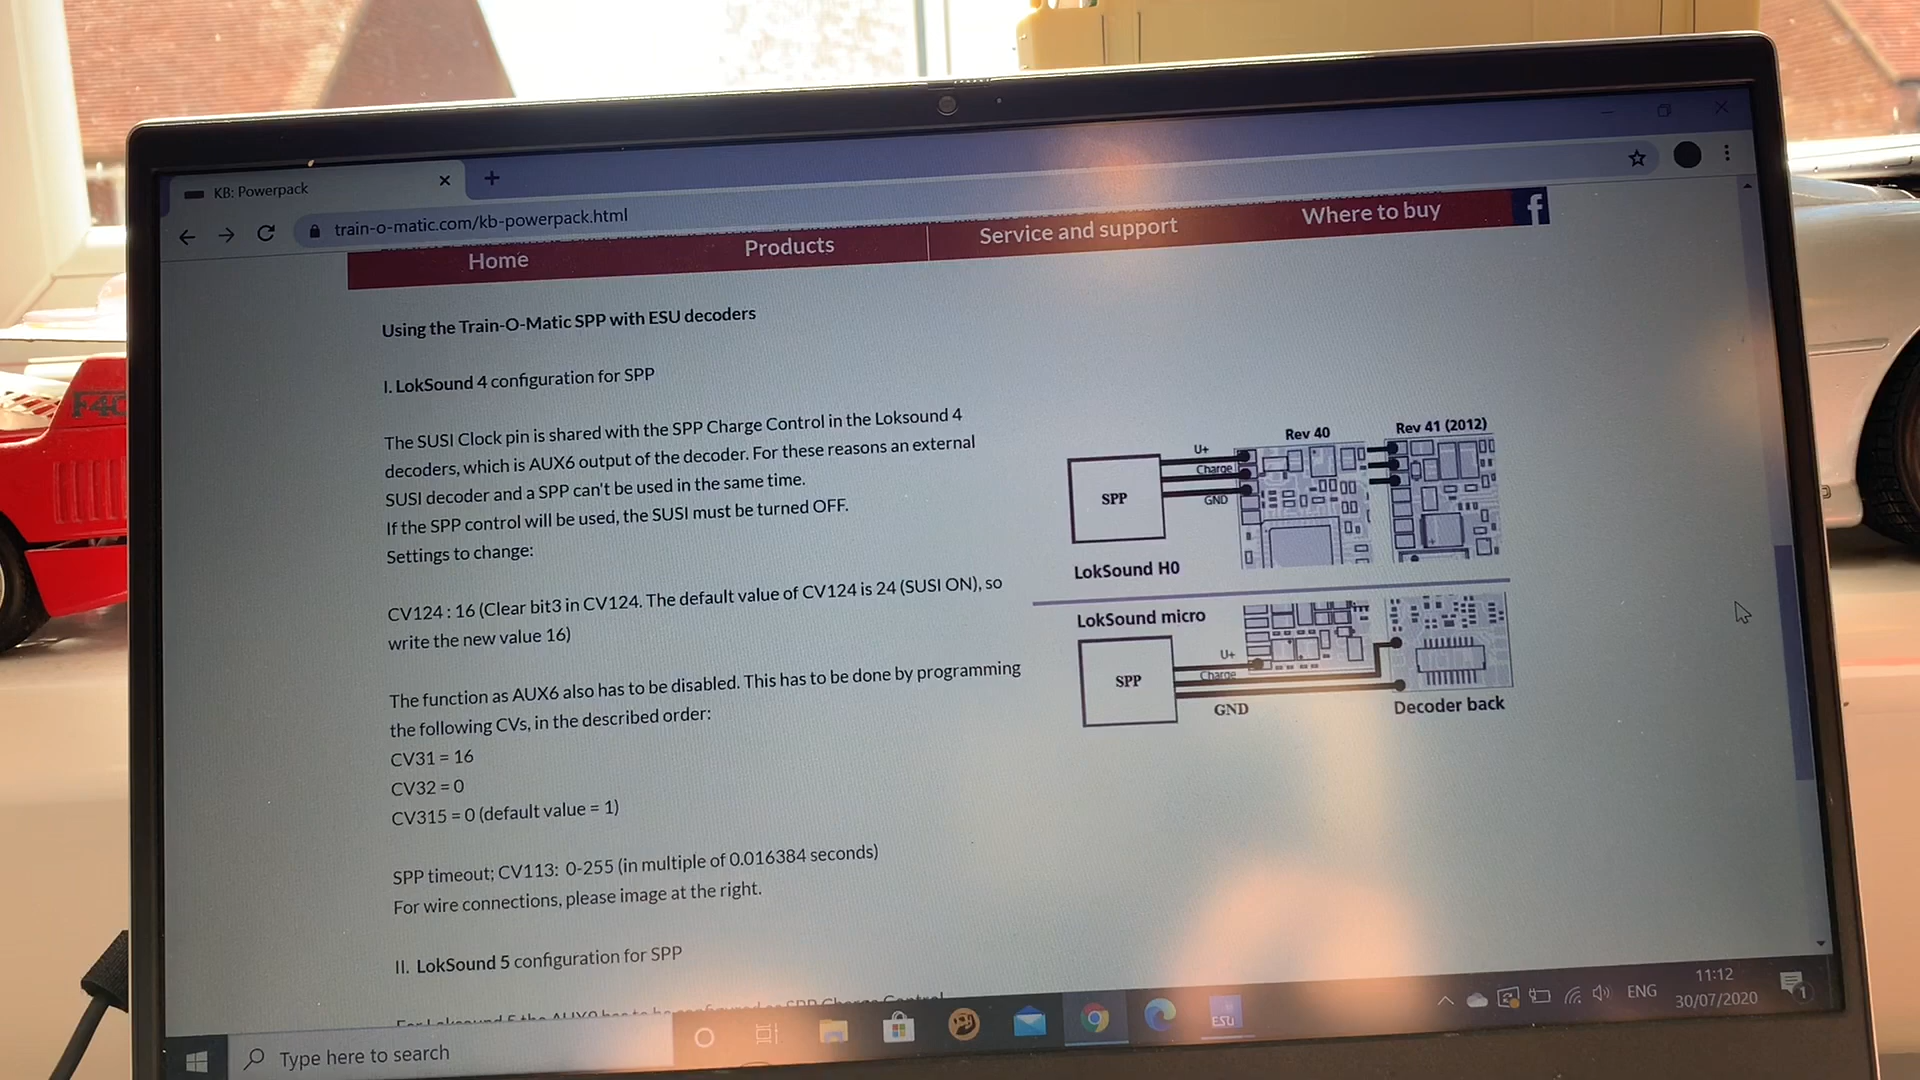 KB: Powerpack
train-o-matic.com/kb-powerpack.html
Home
Products
Service and support
Where to buy
f
Using the Train-O-Matic SPP with ESU decoders
I. LokSound 4 configuration for SPP
The SUSI Clock pin is shared with the SPP Charge Control in the Loksound 4
decoders, which is AUX6 output of the decoder. For these reasons an external
SUSI decoder and a SPP can't be used in the same time.
If the SPP control will be used, the SUSI must be turned OFF.
Settings to change:
CV124 : 16 (Clear bit3 in CV124. The default value of CV124 is 24 (SUSI ON), so
write the new value 16)
The function as AUX6 also has to be disabled. This has to be done by programming
the following CVs, in the described order:
CV31 = 16
CV32 = 0
CV315 = 0 (default value = 1)
SPP timeout; CV113: 0-255 (in multiple of 0.016384 seconds)
For wire connections, please image at the right.
II. LokSound 5 configuration for SPP
Rev 40
Rev 41 (2012)
U+
Charge
GND
SPP
LokSound H0
LokSound micro
U+
Charge
SPP
GND
Decoder back
Type here to search
ESU
ENG
11:12
30/07/2020
1
F40